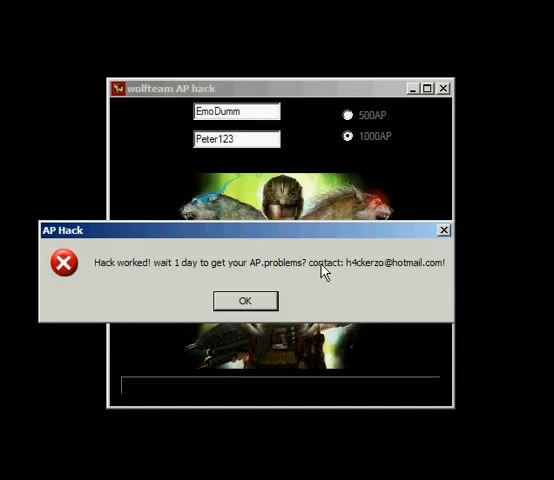 wolfteam AP hack
EmoDumm
500AP
Peter123
1000AP
AP Hack
Hack worked! wait 1 day to get your AP.problems? contact: h4ckerzo@hotmail.com!
OK